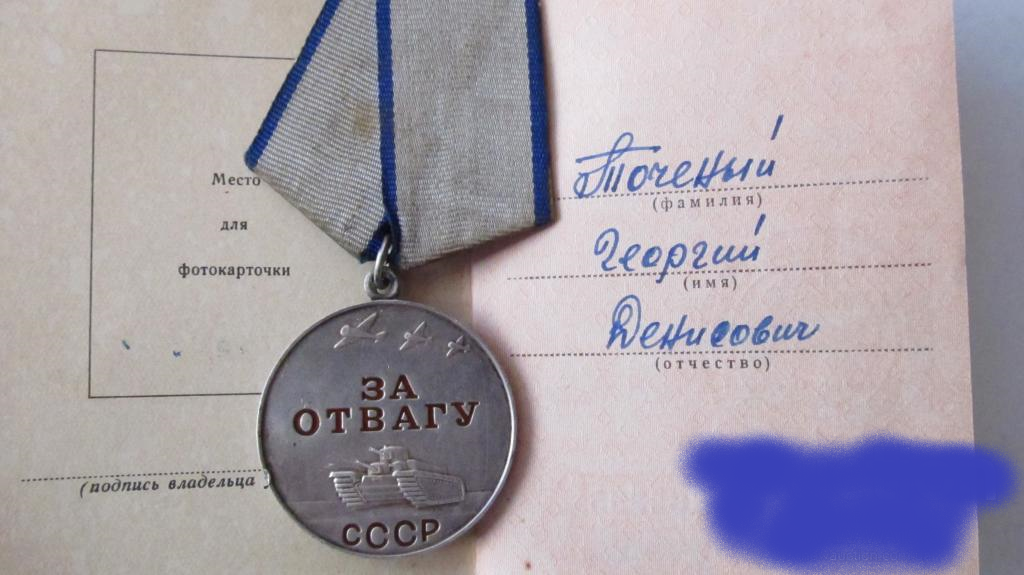 Место
для
фотокарточки
(подпись владельца)
ЗА
ОТВАГУ
СССР
Точеный
(фамилия)
Георгий
(имя)
Денисович
(отчество)